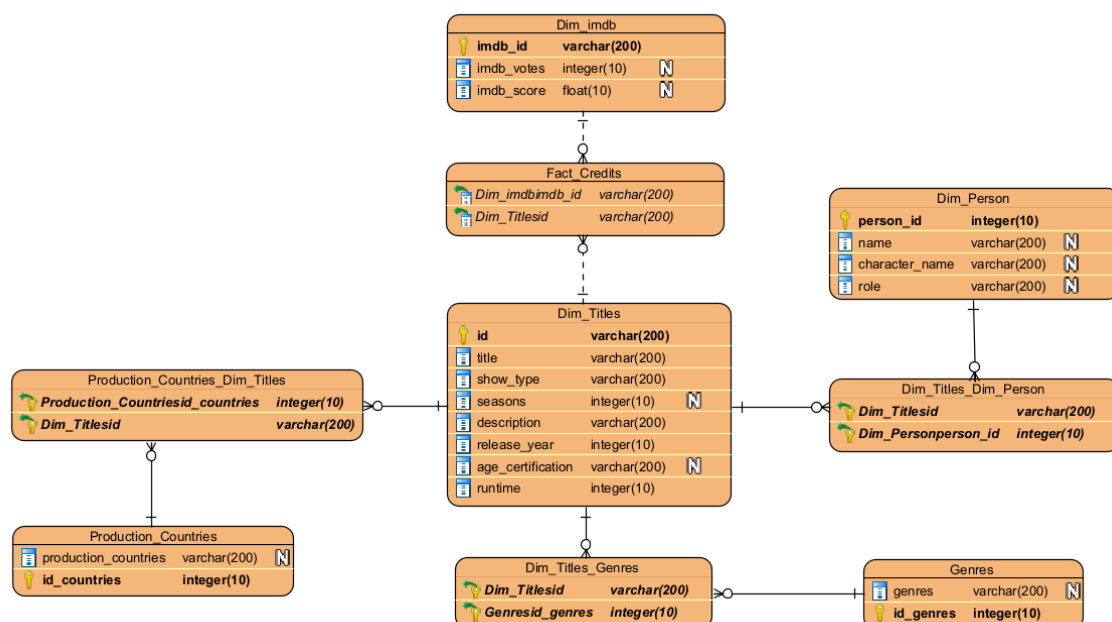 Dim_imdb
imdb_id varchar(200)
imdb_votes integer(10) N
imdb_score float(10) N
Fact_Credits
Dim_imdbimdb_id varchar(200)
Dim_Titlesid varchar(200)
Dim_Person
person_id integer(10)
name varchar(200) N
character_name varchar(200) N
role varchar(200) N
Dim_Titles
id varchar(200)
title varchar(200)
show_type varchar(200)
seasons integer(10) N
description varchar(200)
release_year integer(10)
age_certification varchar(200) N
runtime integer(10)
Production_Countries_Dim_Titles
Production_Countriesid_countries integer(10)
Dim_Titlesid varchar(200)
Dim_Titles_Dim_Person
Dim_Titlesid varchar(200)
Dim_Personperson_id integer(10)
Production_Countries
production_countries varchar(200) N
id_countries integer(10)
Dim_Titles_Genres
Dim_Titlesid varchar(200)
Genresid_genres integer(10)
Genres
genres varchar(200) N
id_genres integer(10)